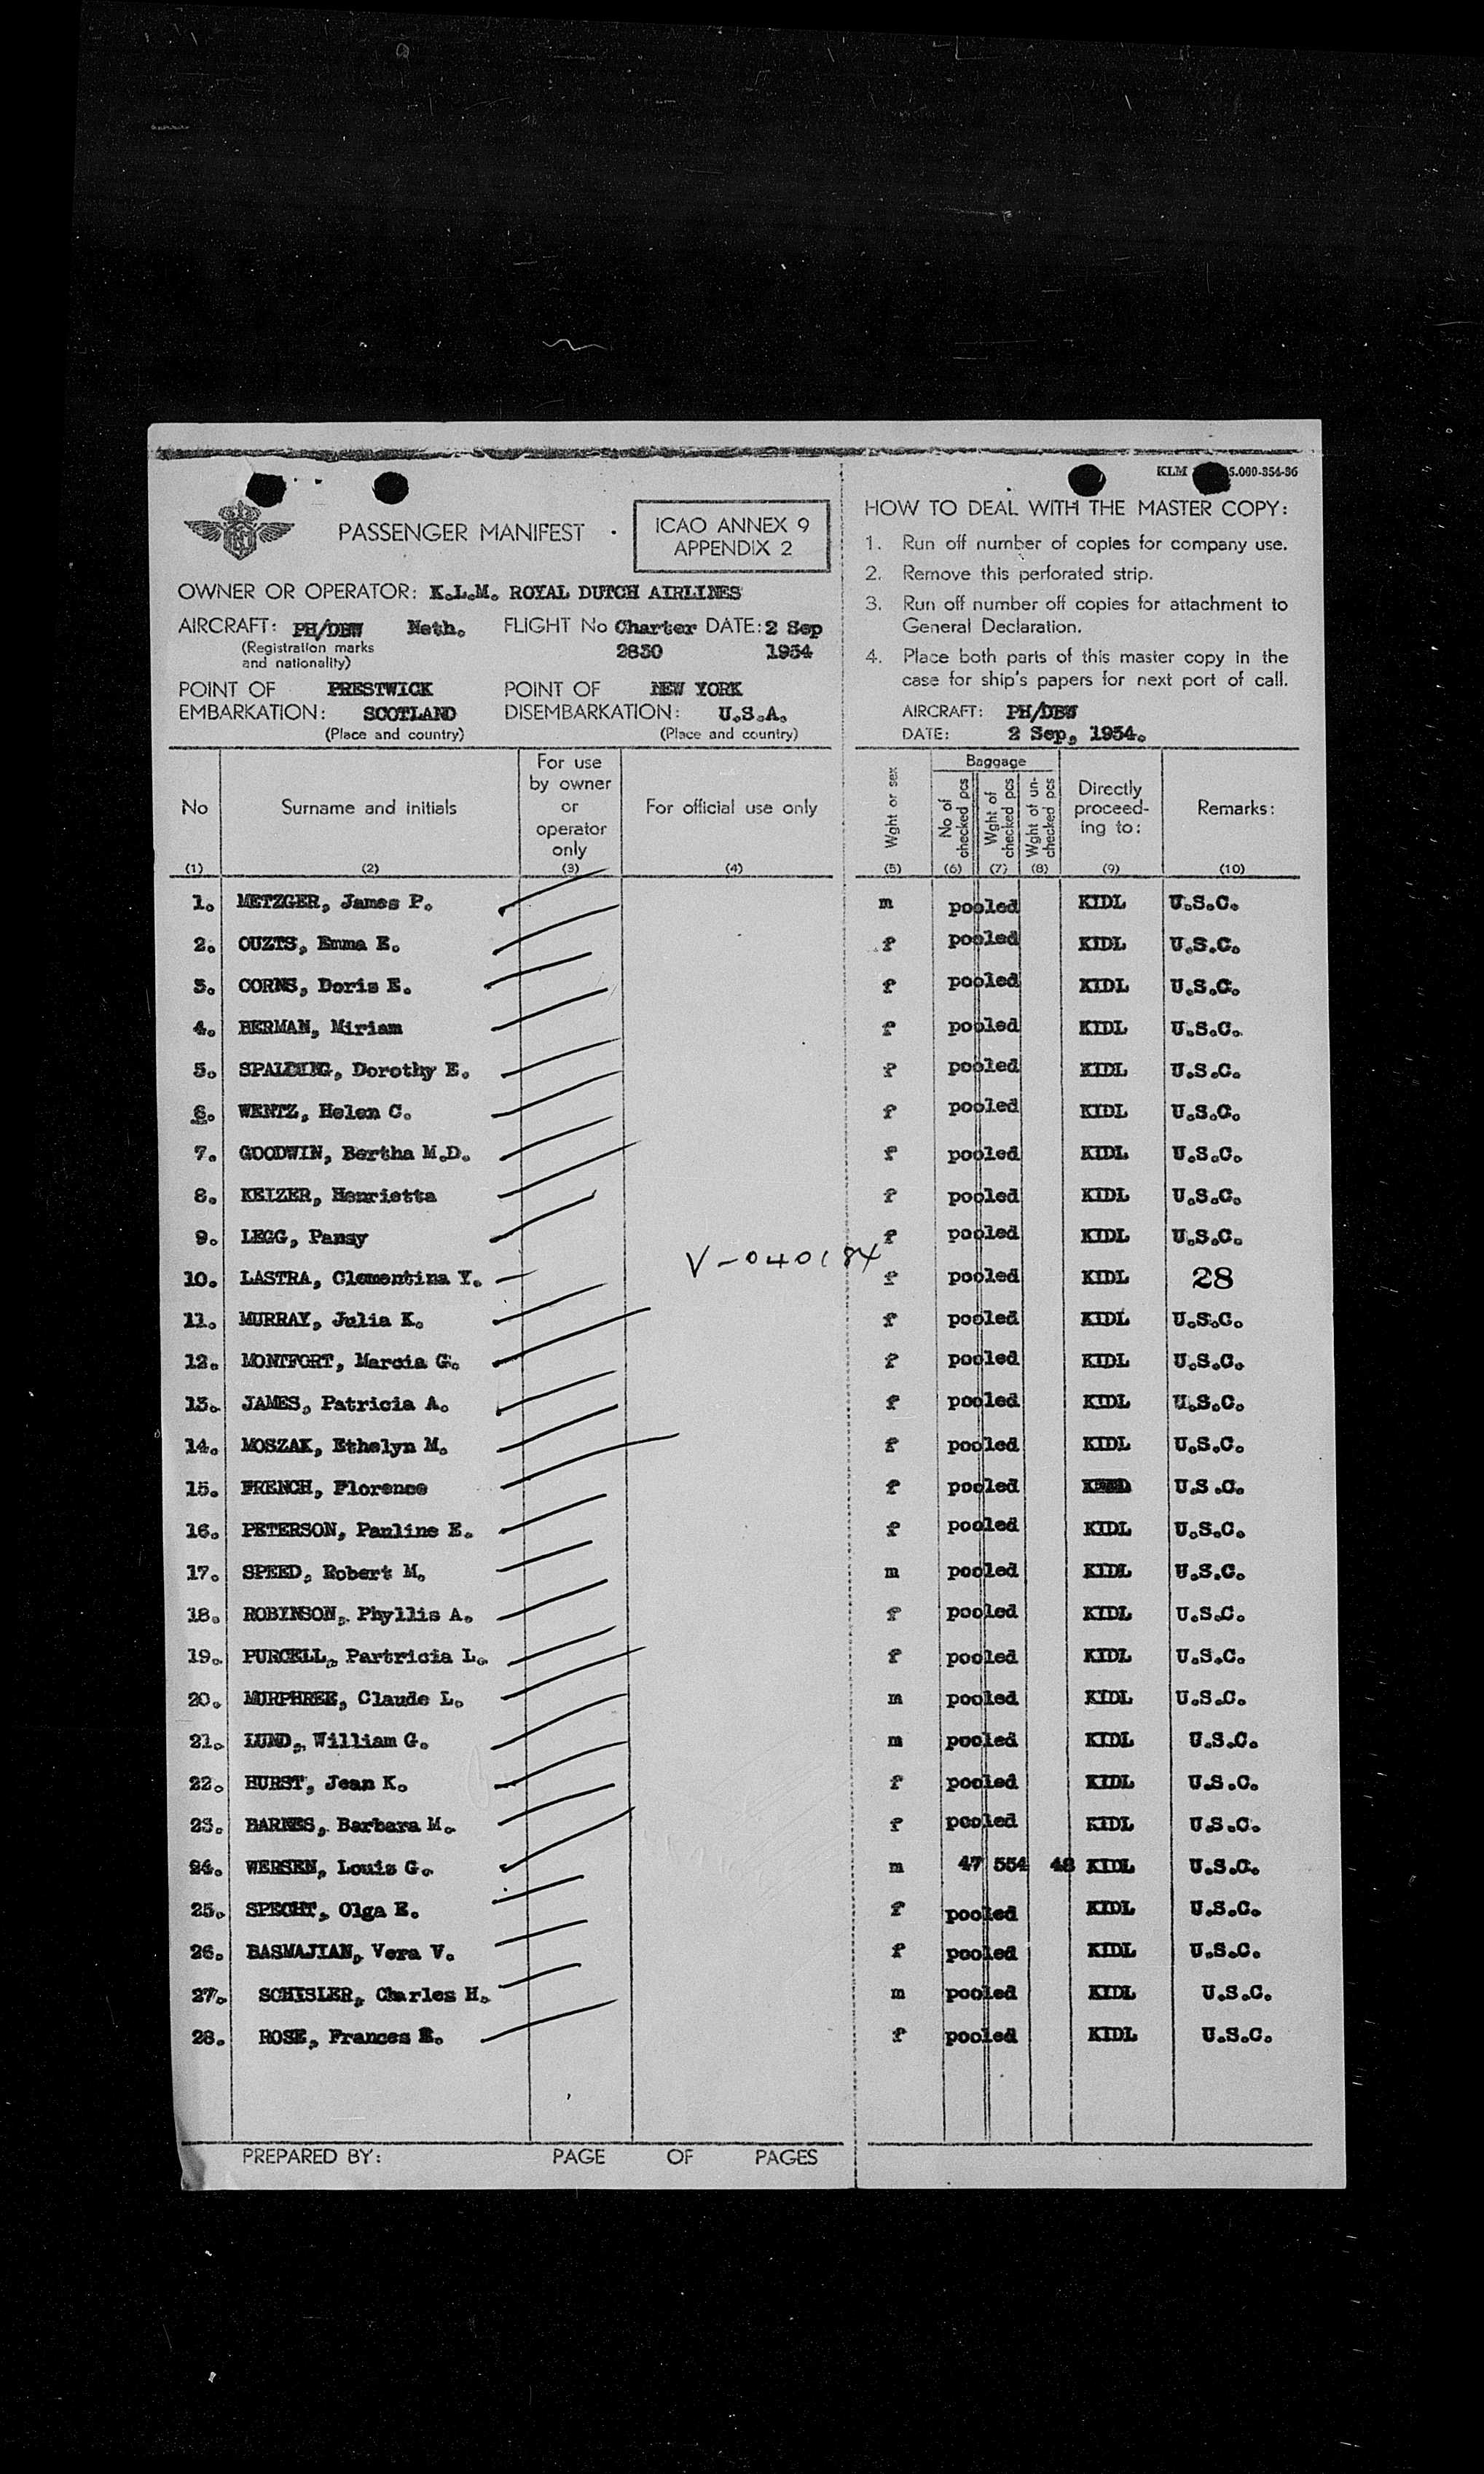 KLM 5.000-354-36
PASSENGER MANIFEST
ICAO ANNEX 9
APPENDIX 2
OWNER OR OPERATOR: K.L.M. ROYAL DUTCH AIRLINES
AIRCRAFT: PH/DBW Neth. FLIGHT No Charter DATE: 2 Sep
(Registration marks 2830 1954
and nationality)
POINT OF PRESTWICK POINT OF NEW YORK
EMBARKATION: SCOTLAND DISEMBARKATION: U.S.A.
(Place and country) (Place and country)
HOW TO DEAL WITH THE MASTER COPY:
1. Run off number of copies for company use.
2. Remove this perforated strip.
3. Run off number off copies for attachment to
General Declaration.
4. Place both parts of this master copy in the
case for ship's papers for next port of call.
AIRCRAFT: PH/DBW
DATE: 2 Sep, 1954.
No
Surname and initials
For use
by owner
or
operator
only
For official use only
Wght or sex
Baggage
No of
checked pcs
Wght of
checked pcs
Wght of un-
checked pcs
Directly
proceed-
ing to:
Remarks:
(1) (2) (3) (4) (5) (6) (7) (8) (9) (10)
1. METZGER, James P. m pooled KIDL U.S.C.
2. OUZTS, Emma E. f pooled KIDL U.S.C.
3. CORNS, Doris E. f pooled KIDL U.S.C.
4. BERMAN, Miriam f pooled KIDL U.S.C.
5. SPALDING, Dorothy E. f pooled KIDL U.S.C.
6. WENTZ, Helen C. f pooled KIDL U.S.C.
7. GOODWIN, Bertha M.D. f pooled KIDL U.S.C.
8. KEIZER, Henrietta f pooled KIDL U.S.C.
9. LEGG, Pansy f pooled KIDL U.S.C.
V-040184
10. LASTRA, Clementina Y. f pooled KIDL 28
11. MURRAY, Julia K. f pooled KIDL U.S.C.
12. MONTFORT, Marcia G. f pooled KIDL U.S.C.
13. JAMES, Patricia A. f pooled KIDL U.S.C.
14. MOSZAK, Ethelyn M. f pooled KIDL U.S.C.
15. FRENCH, Florence f pooled U.S.C.
16. PETERSON, Pauline E. f pooled KIDL U.S.C.
17. SPEED, Robert M. m pooled KIDL U.S.C.
18. ROBINSON, Phyllis A. f pooled KIDL U.S.C.
19. PURCELL, Partricia L. f pooled KIDL U.S.C.
20. MURPHREE, Claude L. m pooled KIDL U.S.C.
21. LUND, William G. m pooled KIDL U.S.C.
22. HURST, Jean K. f pooled KIDL U.S.C.
23. BARNES, Barbara M. f pooled KIDL U.S.C.
24. WERSEN, Louis G. m 47 554 48 KIDL U.S.C.
25. SPECHT, Olga E. f pooled KIDL U.S.C.
26. BASMAJIAN, Vera V. f pooled KIDL U.S.C.
27. SCHISLER, Charles H. m pooled KIDL U.S.C.
28. ROSE, Frances E. f pooled KIDL U.S.C.
PREPARED BY: PAGE OF PAGES